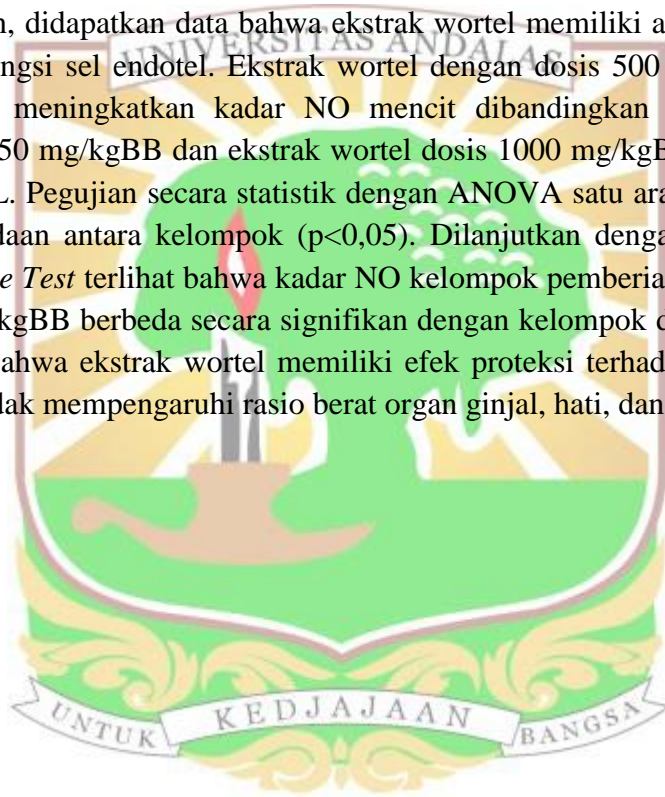 n, didapatkan data bahwa ekstrak wortel memiliki a
UNIVERSITAS ANDALAS
ngsi sel endotel. Ekstrak wortel dengan dosis 500
meningkatkan kadar NO mencit dibandingkan
50 mg/kgBB dan ekstrak wortel dosis 1000 mg/kgB
L. Pegujian secara statistik dengan ANOVA satu ara
daan antara kelompok (p<0,05). Dilanjutkan denga
e Test terlihat bahwa kadar NO kelompok pemberia
kgBB berbeda secara signifikan dengan kelompok d
ahwa ekstrak wortel memiliki efek proteksi terhad
dak mempengaruhi rasio berat organ ginjal, hati, dan
UNTUK KEDJAJAAN BANGSA